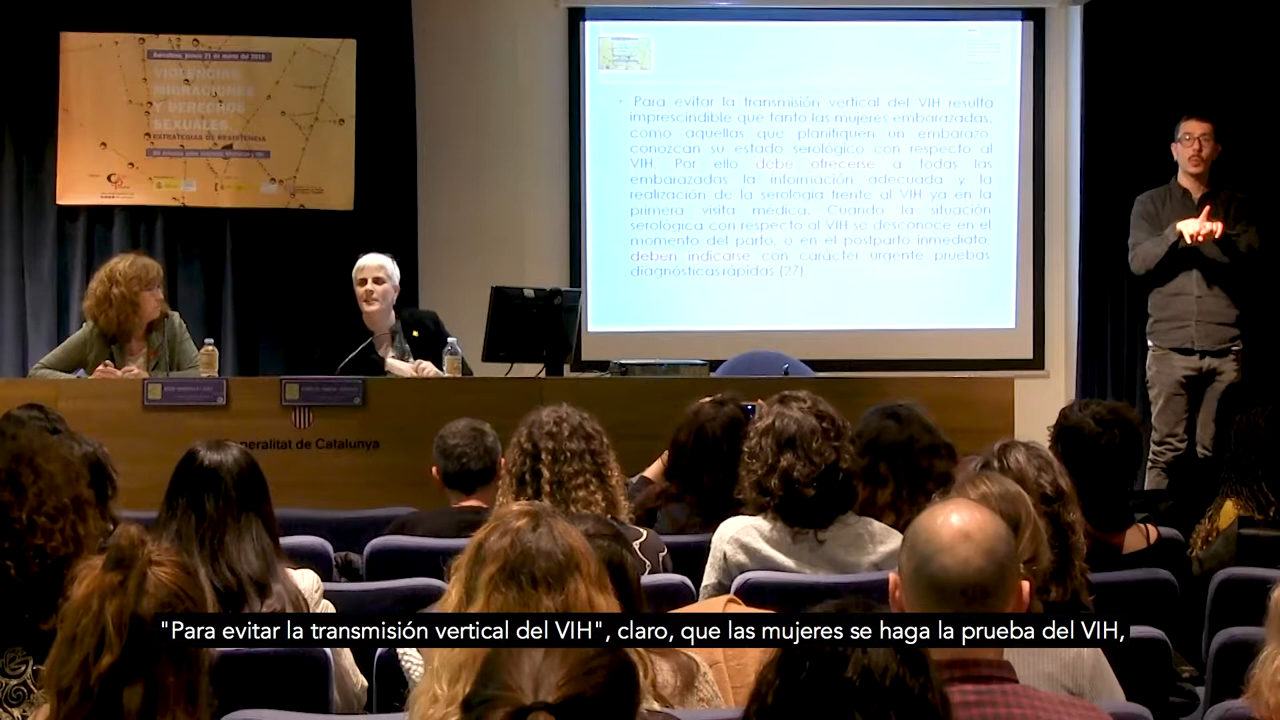 Barcelona, jueves 21 de marzo del 2019
VIOLENCIAS,
MIGRACIONES
Y DERECHOS
SEXUALES.
ESTRATEGIAS DE RESISTENCIA
Para evitar la transmisión vertical del VIH resulta
imprescindible que tanto las mujeres embarazadas,
como aquellas que planifiquen un embarazo,
conozcan su estado serológico con respecto al
VIH. Por ello debe ofrecerse a todas las
embarazadas la información adecuada y la
realización de la serología frente al VIH ya en la
primera visita médica. Cuando la situación
serológica con respecto al VIH se desconoce en el
momento del parto, o en el postparto inmediato,
deben indicarse con carácter urgente pruebas
diagnósticas rápidas (27)
neralitat de Catalunya
"Para evitar la transmisión vertical del VIH", claro, que las mujeres se haga la prueba del VIH,